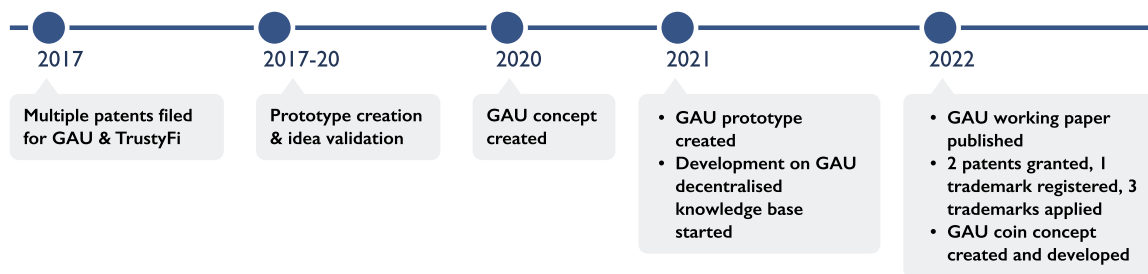 2017
2017-20
2020
2021
2022
Multiple patents filed
for GAU & TrustyFi
Prototype creation
& idea validation
GAU concept
created
• GAU prototype
created
• Development on GAU
decentralised
knowledge base
started
• GAU working paper
published
• 2 patents granted, 1
trademark registered, 3
trademarks applied
• GAU coin concept
created and developed